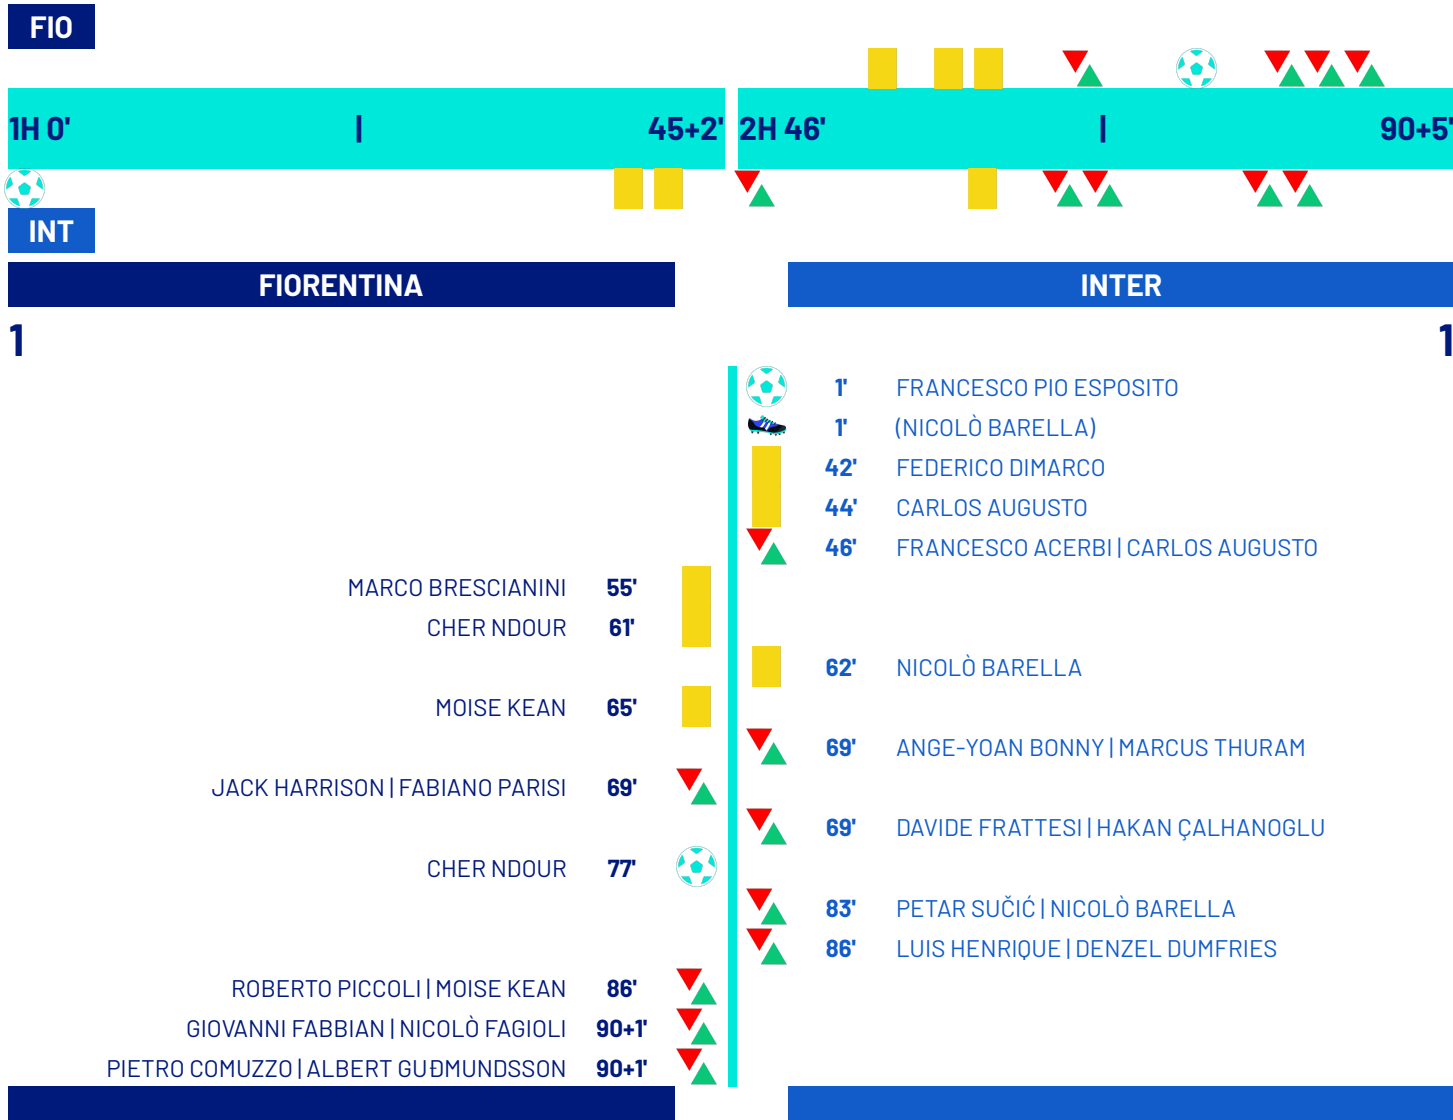 FIO
1H 0' | 45+2' 2H 46' | 90+5'
INT
FIORENTINA INTER
1 1
1' FRANCESCO PIO ESPOSITO
1' (NICOLÒ BARELLA)
42' FEDERICO DIMARCO
44' CARLOS AUGUSTO
46' FRANCESCO ACERBI | CARLOS AUGUSTO
MARCO BRESCIANINI 55'
CHER NDOUR 61'
62' NICOLÒ BARELLA
MOISE KEAN 65'
69' ANGE-YOAN BONNY | MARCUS THURAM
JACK HARRISON | FABIANO PARISI 69'
69' DAVIDE FRATTESI | HAKAN ÇALHANOGLU
CHER NDOUR 77'
83' PETAR SUČIĆ | NICOLÒ BARELLA
86' LUIS HENRIQUE | DENZEL DUMFRIES
ROBERTO PICCOLI | MOISE KEAN 86'
GIOVANNI FABBIAN | NICOLÒ FAGIOLI 90+1'
PIETRO COMUZZO | ALBERT GUÐMUNDSSON 90+1'